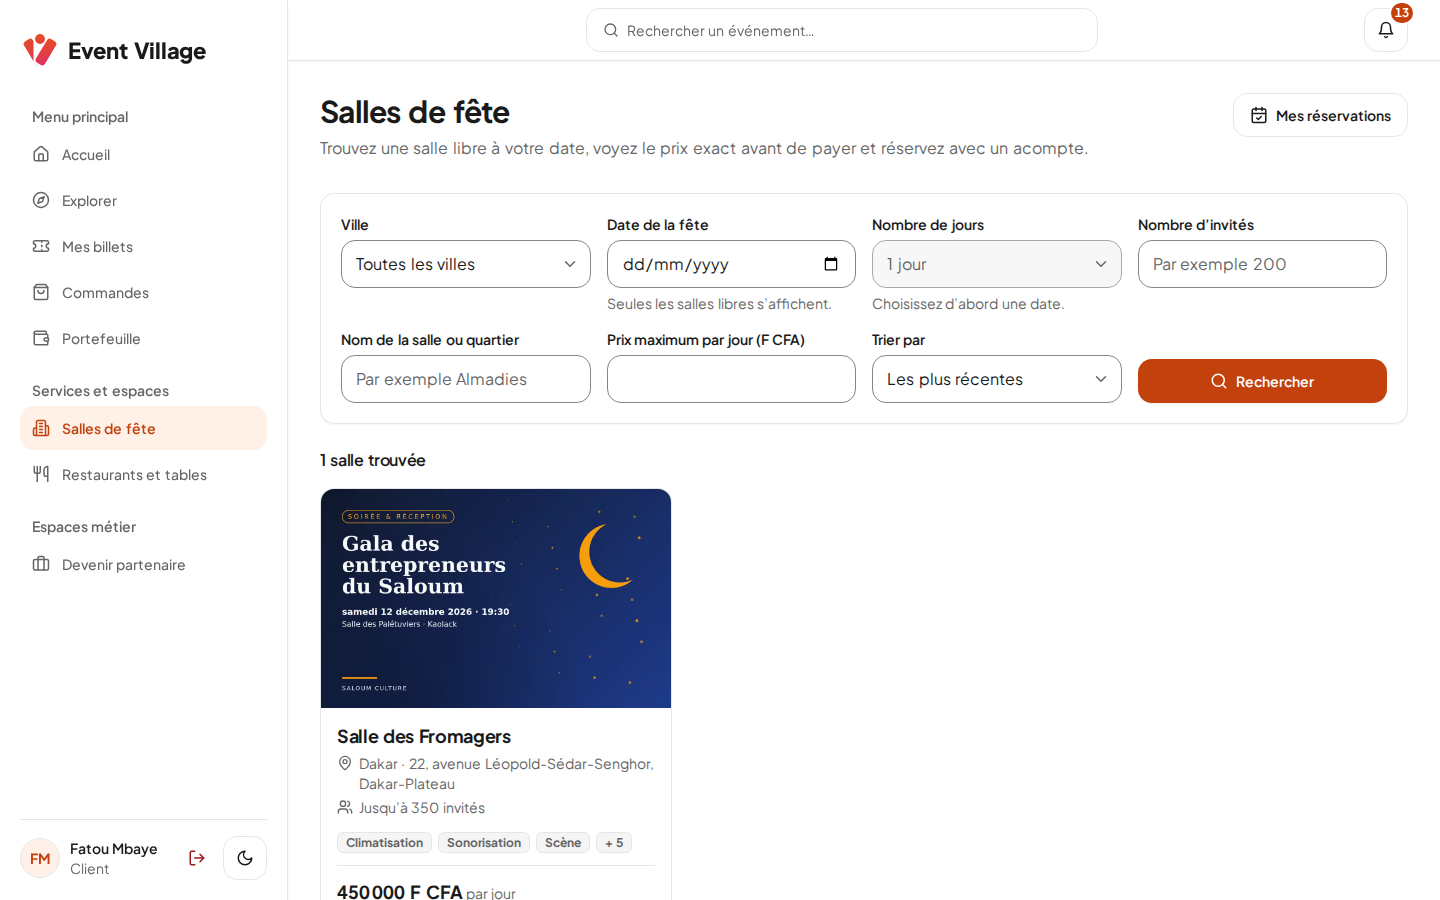 Event Village
Rechercher un événement…
13
Menu principal
Accueil
Explorer
Mes billets
Commandes
Portefeuille
Services et espaces
Salles de fête
Restaurants et tables
Espaces métier
Devenir partenaire
FM
Fatou Mbaye
Client
Salles de fête
Trouvez une salle libre à votre date, voyez le prix exact avant de payer et réservez avec un acompte.
Mes réservations
Ville
Toutes les villes
Date de la fête
dd/mm/yyyy
Seules les salles libres s’affichent.
Nombre de jours
1 jour
Choisissez d’abord une date.
Nombre d’invités
Par exemple 200
Nom de la salle ou quartier
Par exemple Almadies
Prix maximum par jour (F CFA)
Trier par
Les plus récentes
Rechercher
1 salle trouvée
SOIRÉE & RÉCEPTION
Gala des
entrepreneurs
du Saloum
samedi 12 décembre 2026 · 19:30
Salle des Palétuviers · Kaolack
SALOUM CULTURE
Salle des Fromagers
Dakar · 22, avenue Léopold-Sédar-Senghor,
Dakar-Plateau
Jusqu’à 350 invités
Climatisation
Sonorisation
Scène
+ 5
450 000 F CFA par jour